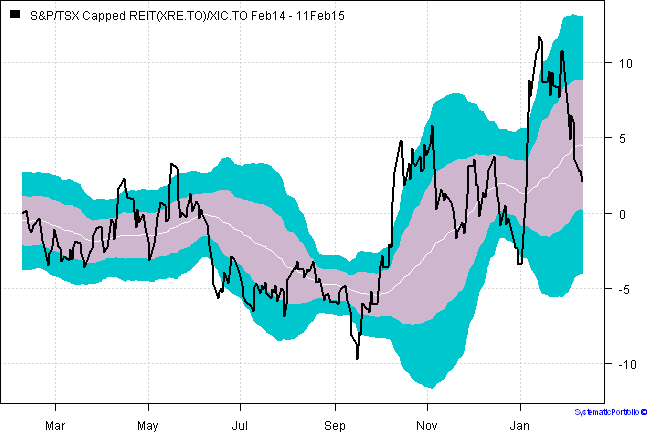 S&P/TSX Capped REIT(XRE.TO)/XIC.TO Feb14 - 11Feb15
10
5
0
-5
-10
Mar May Jul Sep Nov Jan
SystematicPortfolio ©